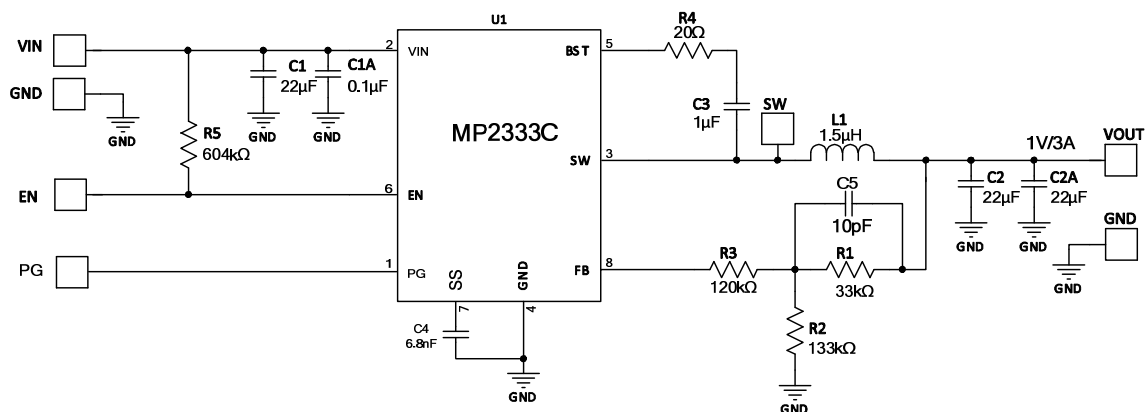 U1
VIN
2
VIN
C1
22µF
C1A
0.1µF
GND
GND
GND
GND
R5
604kΩ
MP2333C
EN
6
EN
PG
1
PG
SS
7
GND
4
C4
6.8nF
GND
BST
5
R4
20Ω
C3
1µF
SW
SW
3
L1
1.5µH
1V/3A
VOUT
C2
22µF
C2A
22µF
GND
GND
GND
GND
C5
10pF
FB
8
R3
120kΩ
R1
33kΩ
R2
133kΩ
GND